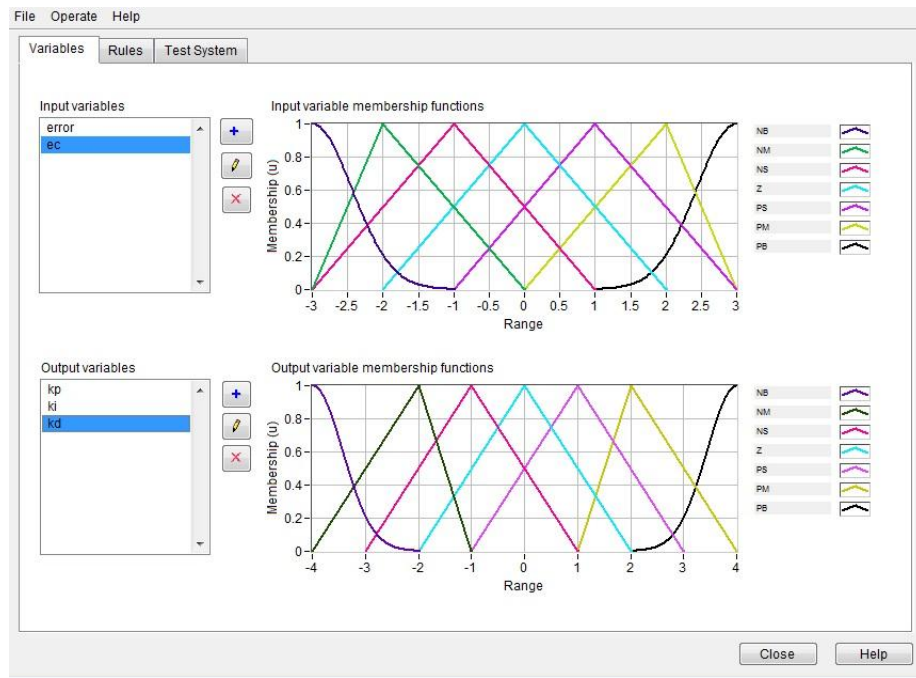 File Operate Help
Variables Rules Test System
Input variables
error
ec
Input variable membership functions
Membership (u)
1
0.8
0.6
0.4
0.2
0
-3 -2.5 -2 -1.5 -1 -0.5 0 0.5 1 1.5 2 2.5 3
Range
NB
NM
NS
Z
PS
PM
PB
Output variables
kp
ki
kd
Output variable membership functions
Membership (u)
1
0.8
0.6
0.4
0.2
0
-4 -3 -2 -1 0 1 2 3 4
Range
NB
NM
NS
Z
PS
PM
PB
Close Help